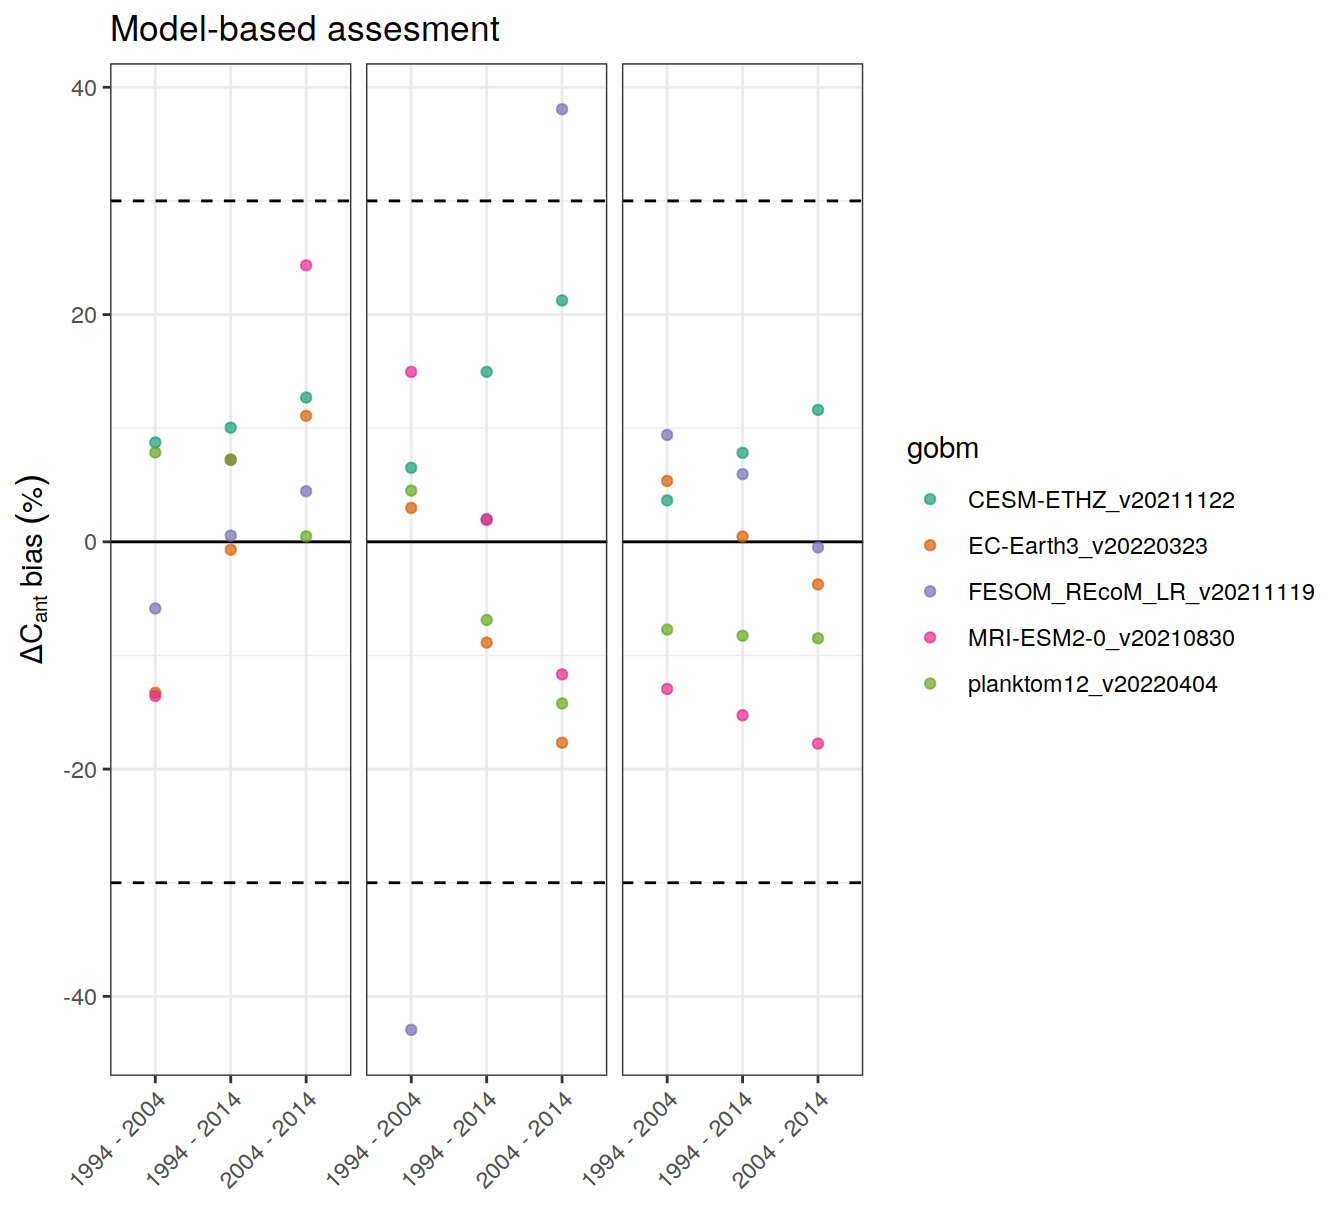 Model-based assesment
ΔCant bias (%)
40
20
0
-20
-40
1994 - 2004
1994 - 2014
2004 - 2014
1994 - 2004
1994 - 2014
2004 - 2014
1994 - 2004
1994 - 2014
2004 - 2014
gobm
CESM-ETHZ_v20211122
EC-Earth3_v20220323
FESOM_REcoM_LR_v20211119
MRI-ESM2-0_v20210830
planktom12_v20220404